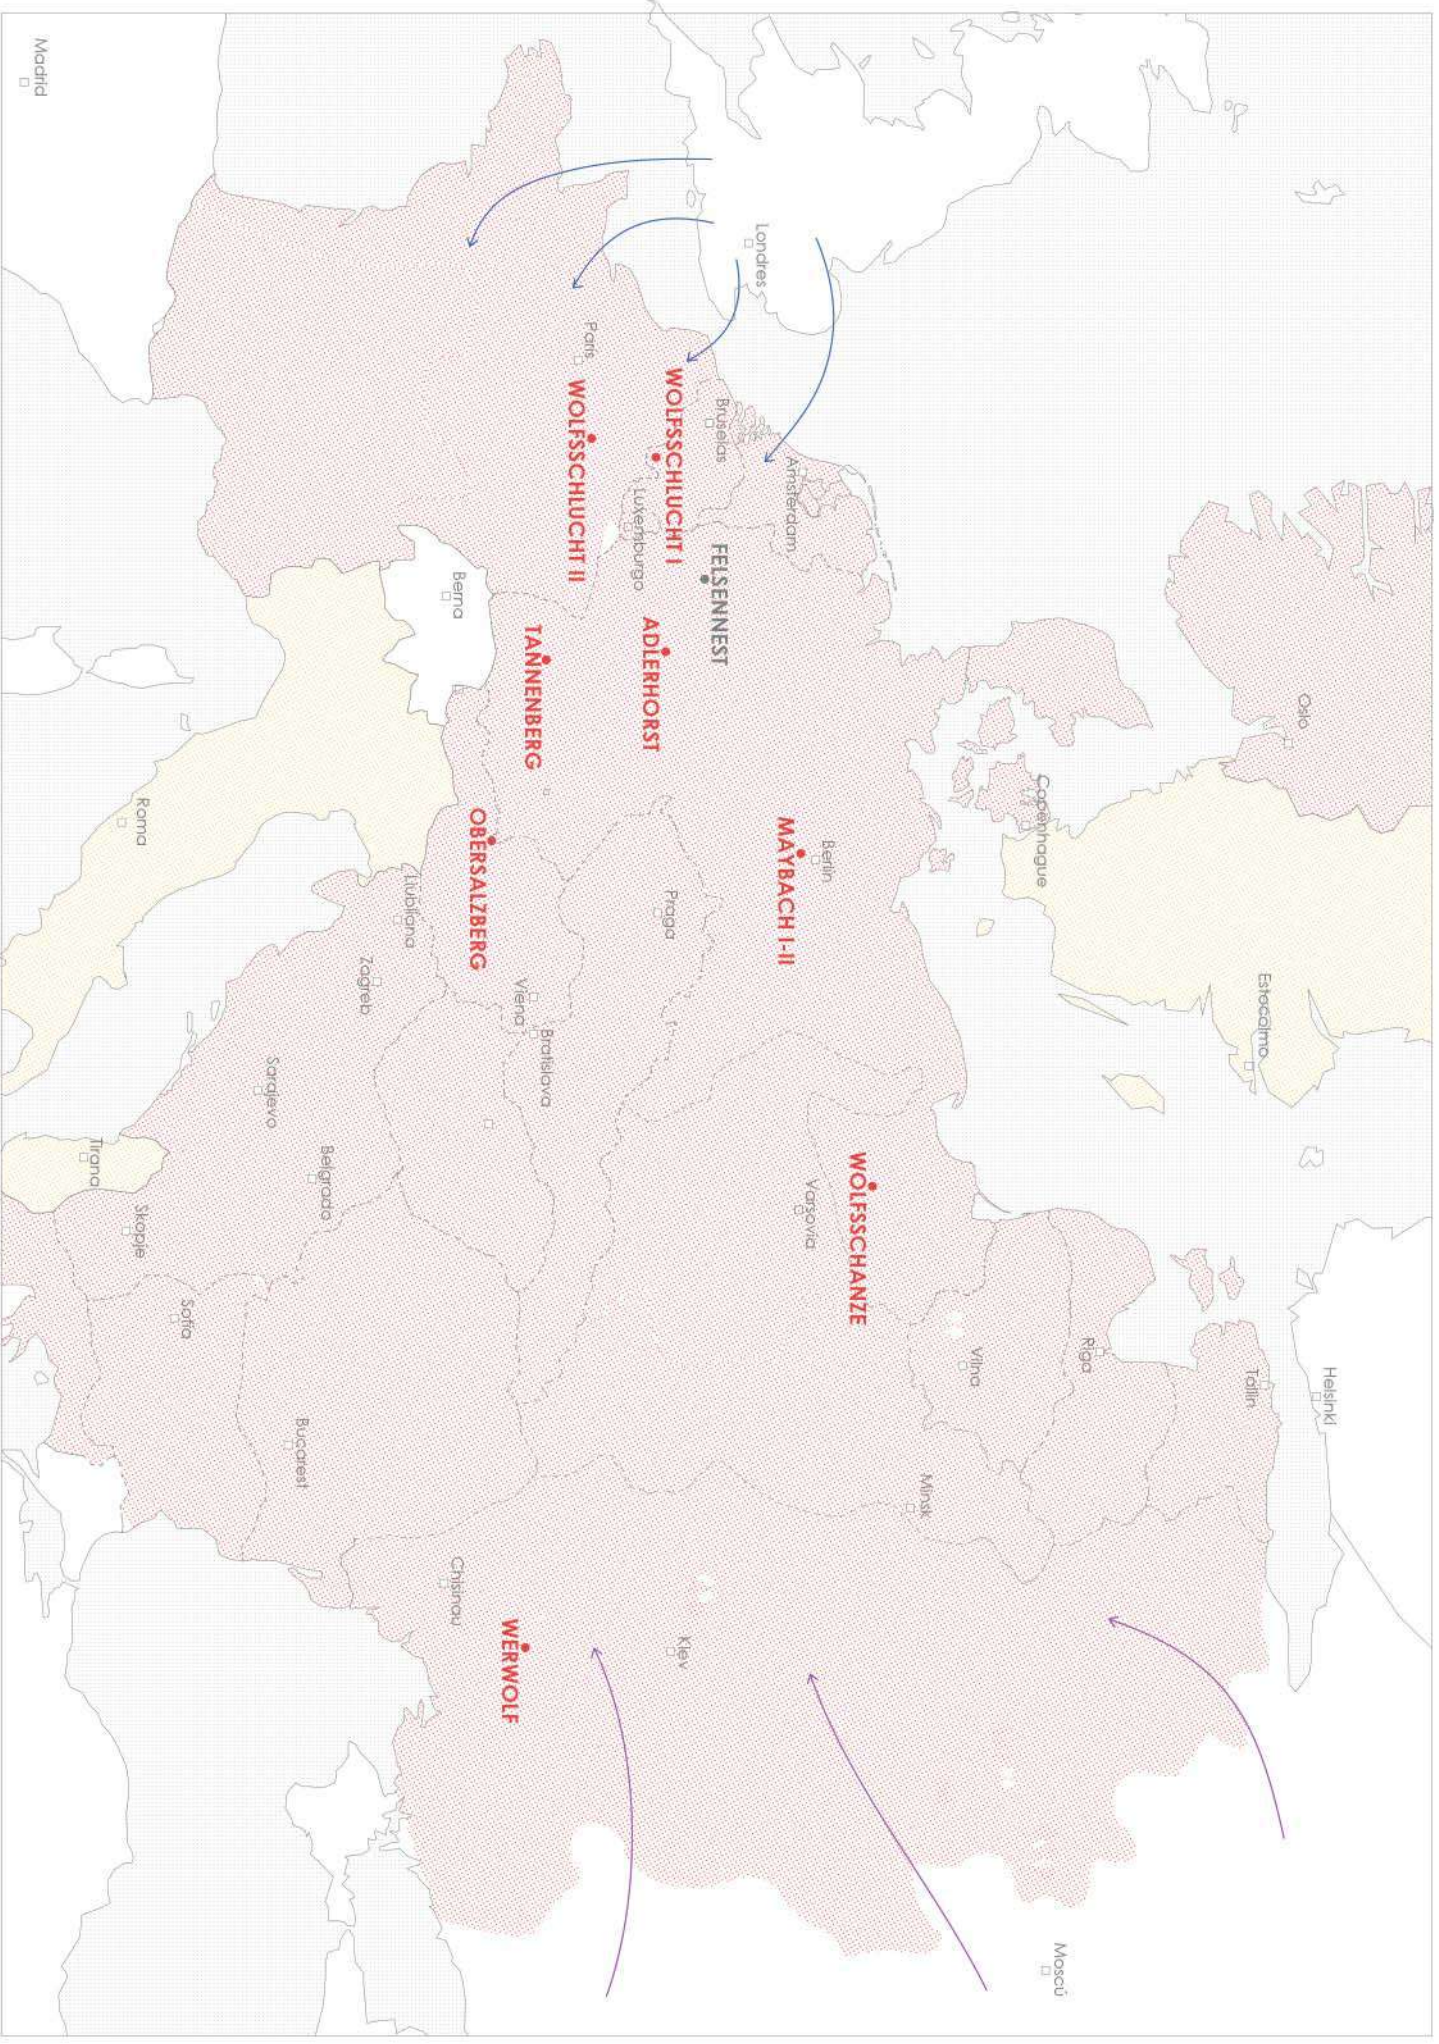 Oslo
Estocolmo
Helsinki
Tallin
Copenhague
Riga
Moscú
Vilna
Minsk
WOLFSSCHANZE
Londres
Amsterdam
Berlin
MAYBACH I-II
Varsovia
Bruselas
FELSENNEST
WOLFSSCHLUCHT I
Luxemburgo
ADLERHORST
Praga
Kiev
Paris
WOLFSSCHLUCHT II
TANNENBERG
Viena
Bratislava
WERWOLF
Berna
OBERSALZBERG
Chisinau
Liubliana
Zagreb
Belgrado
Bucarest
Sarajevo
Sofía
Roma
Skopje
Tirana
Madrid